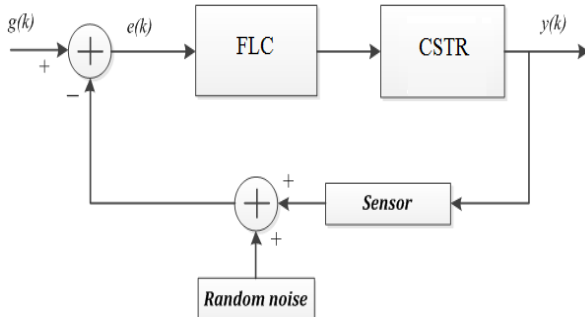 g(k)
e(k)
FLC
CSTR
y(k)
+
+
−
+
+
Sensor
+
Random noise